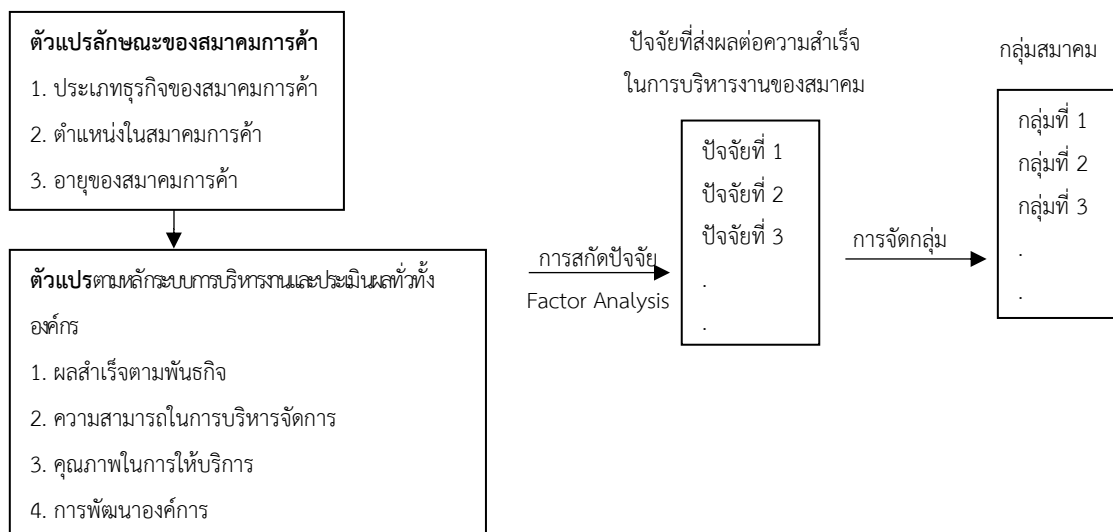 ตัวแปรลักษณะของสมาคมการค้า
1. ประเภทธุรกิจของสมาคมการค้า
2. ตำแหน่งในสมาคมการค้า
3. อายุของสมาคมการค้า
ตัวแปรตามหลักระบบการบริหารงานและประเมินผลทั่วทั้ง
องค์กร
1. ผลสำเร็จตามพันธกิจ
2. ความสามารถในการบริหารจัดการ
3. คุณภาพในการให้บริการ
4. การพัฒนาองค์การ
การสกัดปัจจัย
Factor Analysis
ปัจจัยที่ส่งผลต่อความสำเร็จ
ในการบริหารงานของสมาคม
ปัจจัยที่ 1
ปัจจัยที่ 2
ปัจจัยที่ 3
.
.
การจัดกลุ่ม
กลุ่มสมาคม
กลุ่มที่ 1
กลุ่มที่ 2
กลุ่มที่ 3
.
.